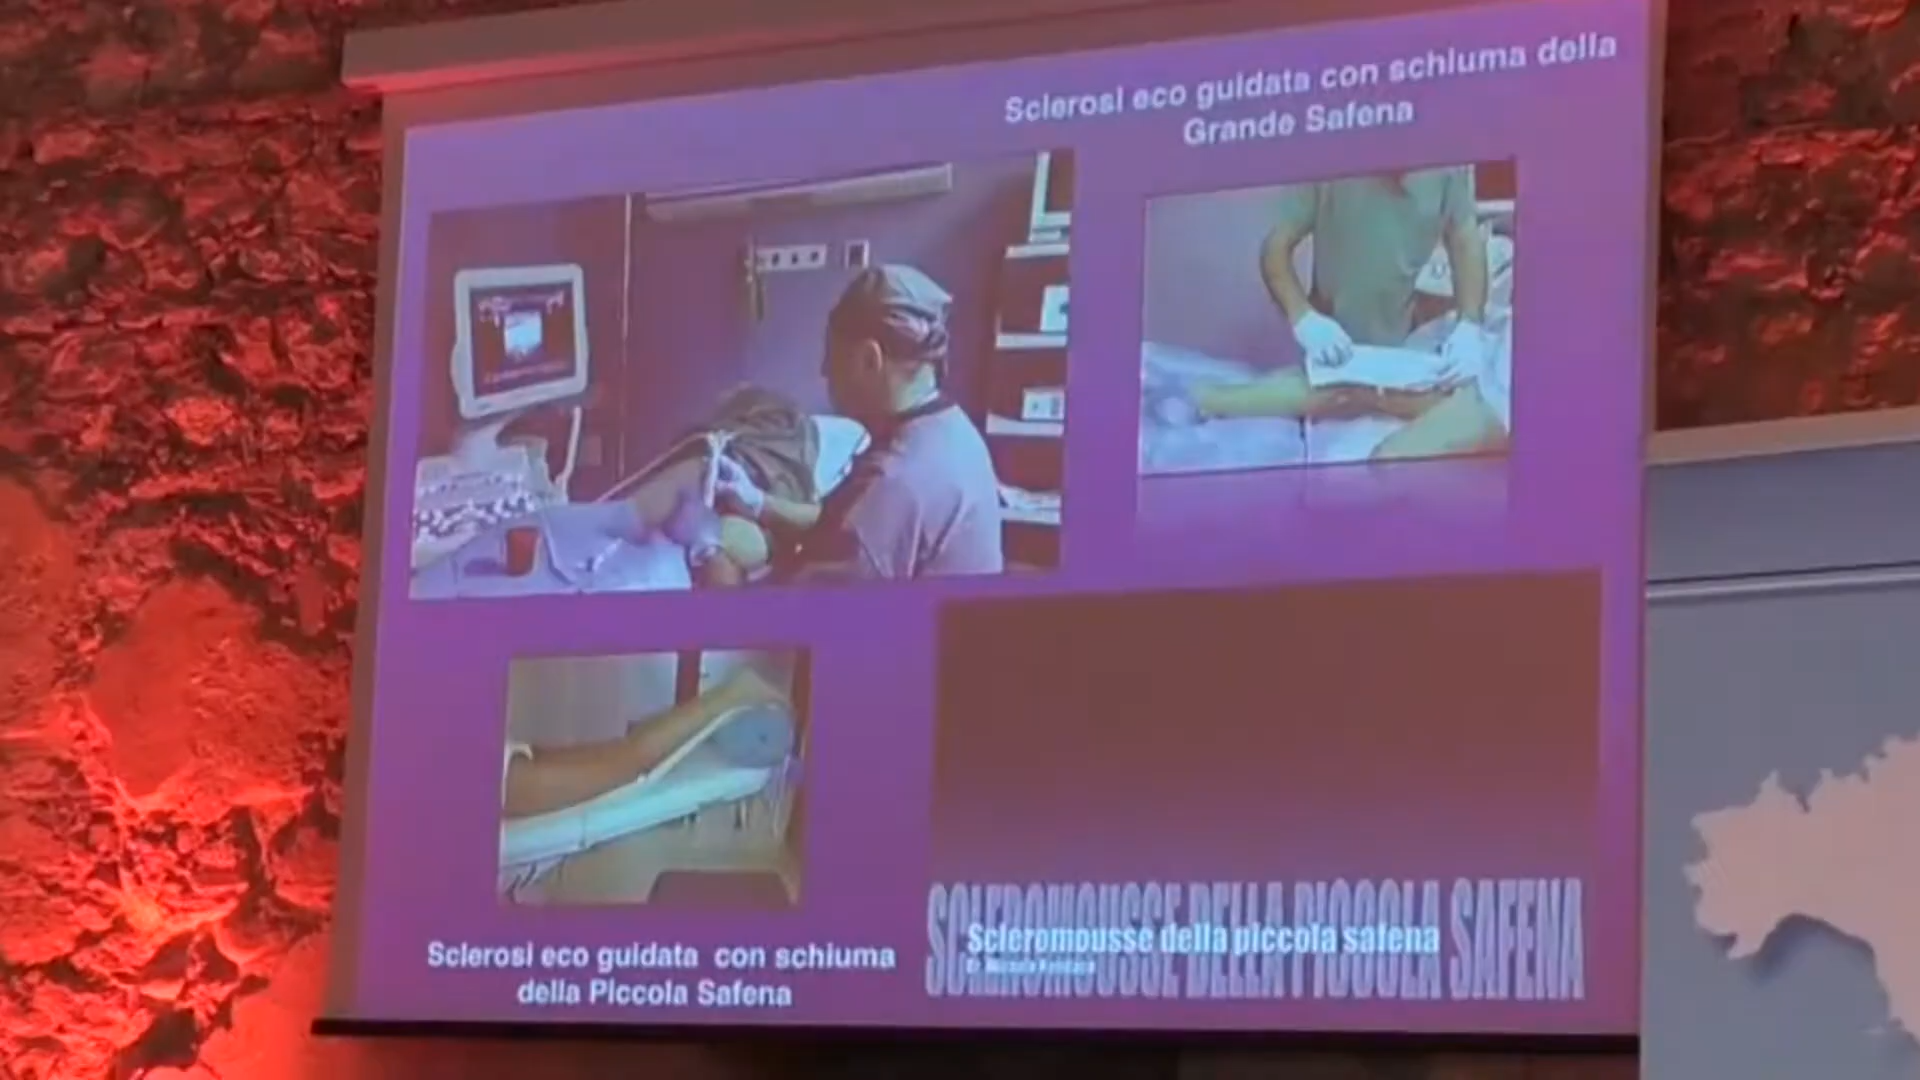 Sclerosi eco guidata con schiuma della
Grande Safena
Sclerosi eco guidata con schiuma
della Piccola Safena
SCLEROMOUSSE DELLA PICCOLA SAFENA
Scleromousse della piccola safena